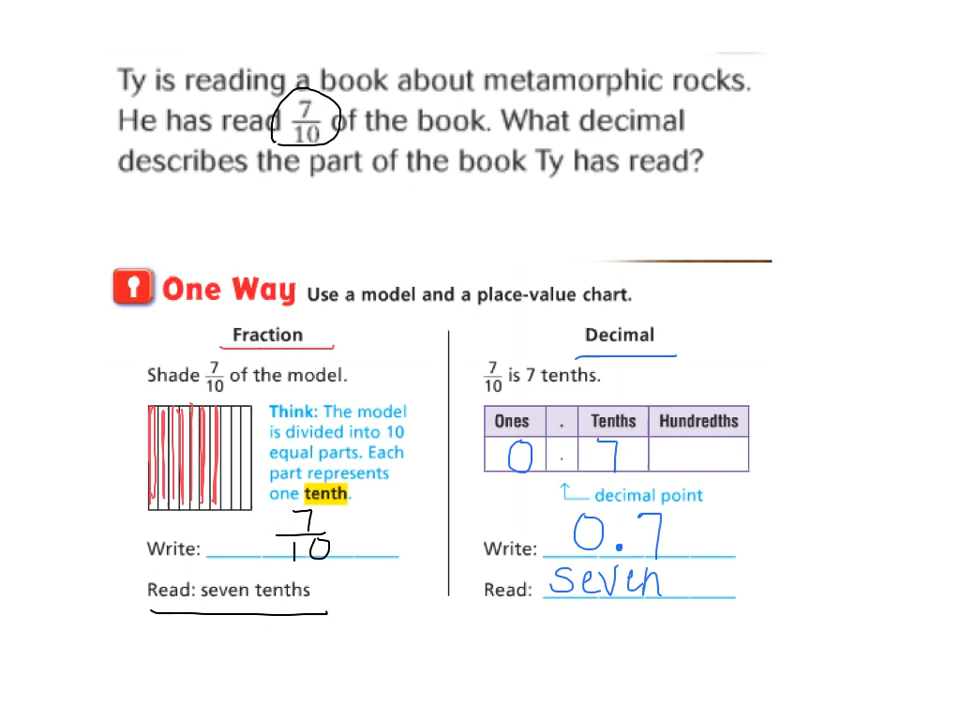 Ty is reading a book about metamorphic rocks.
He has read 7/10 of the book. What decimal
describes the part of the book Ty has read?
One Way Use a model and a place-value chart.
Fraction
Shade 7/10 of the model.
Think: The model
is divided into 10
equal parts. Each
part represents
one tenth.
Write: 7/10
Read: seven tenths
Decimal
7/10 is 7 tenths.
Ones . Tenths Hundredths
0 . 7
decimal point
Write: 0.7
Read: seven